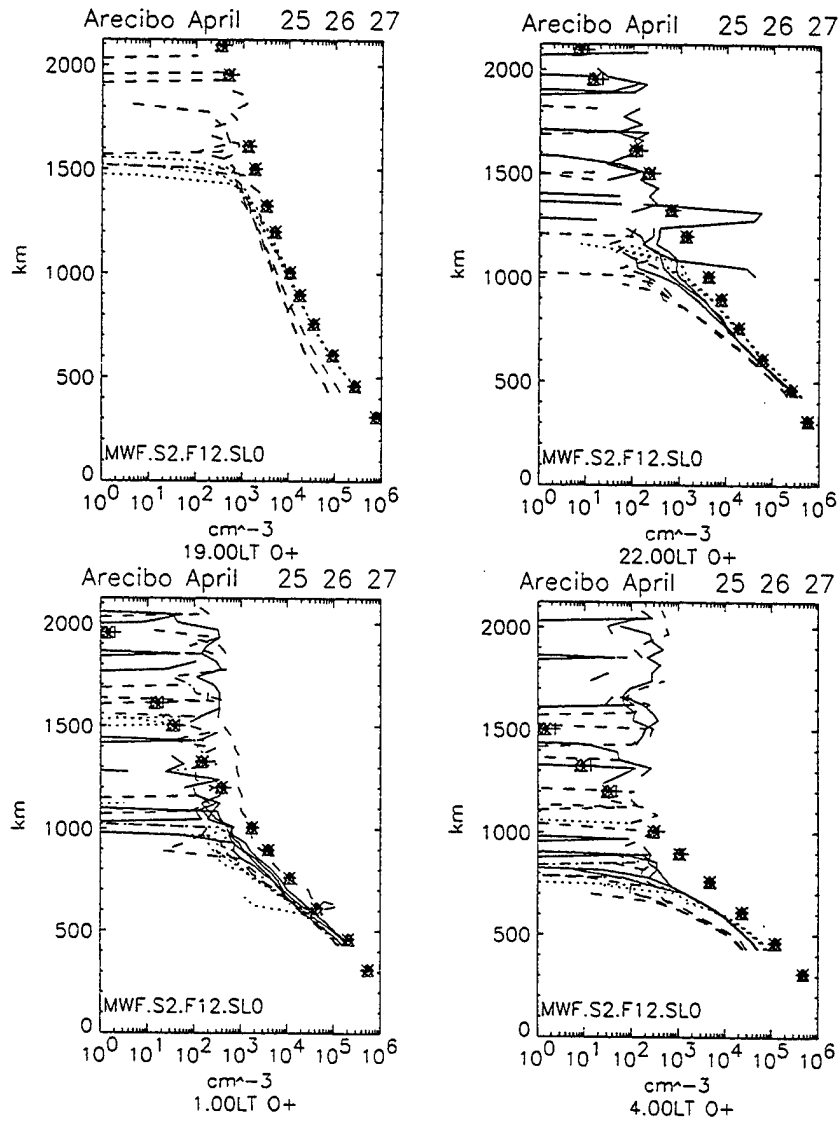 Arecibo April 25 26 27
2000
1500
km
1000
500
0
MWF.S2.F12.SL0
10^0 10^1 10^2 10^3 10^4 10^5 10^6
cm^-3
19.00LT O+
Arecibo April 25 26 27
2000
1500
km
1000
500
0
MWF.S2.F12.SL0
10^0 10^1 10^2 10^3 10^4 10^5 10^6
cm^-3
22.00LT O+
Arecibo April 25 26 27
2000
1500
km
1000
500
0
MWF.S2.F12.SL0
10^0 10^1 10^2 10^3 10^4 10^5 10^6
cm^-3
1.00LT O+
Arecibo April 25 26 27
2000
1500
km
1000
500
0
MWF.S2.F12.SL0
10^0 10^1 10^2 10^3 10^4 10^5 10^6
cm^-3
4.00LT O+